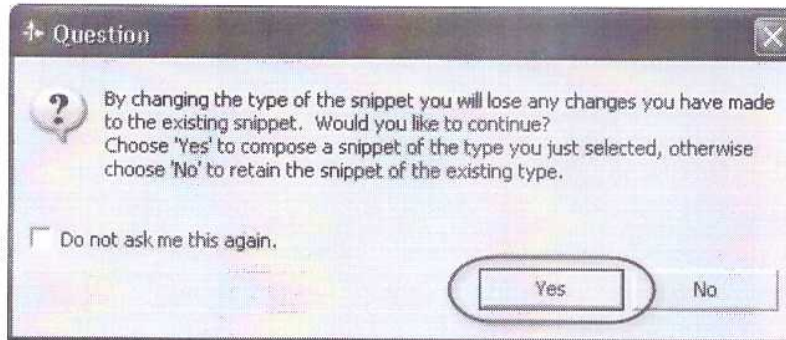 Question
By changing the type of the snippet you will lose any changes you have made
to the existing snippet. Would you like to continue?
Choose 'Yes' to compose a snippet of the type you just selected, otherwise
choose 'No' to retain the snippet of the existing type.
Do not ask me this again.
Yes No